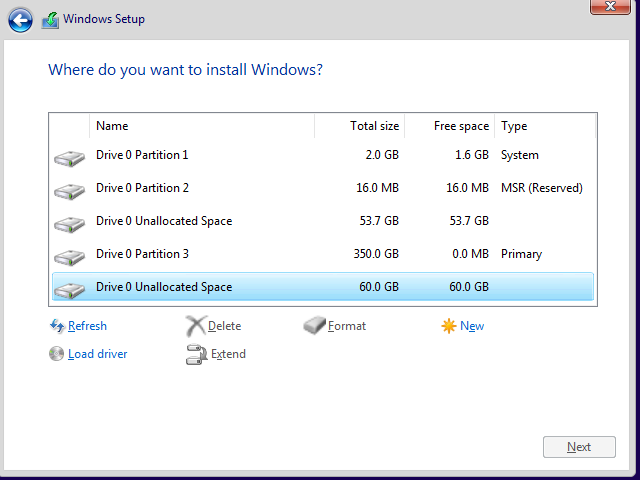 Windows Setup
Where do you want to install Windows?
Name Total size Free space Type
Drive 0 Partition 1 2.0 GB 1.6 GB System
Drive 0 Partition 2 16.0 MB 16.0 MB MSR (Reserved)
Drive 0 Unallocated Space 53.7 GB 53.7 GB
Drive 0 Partition 3 350.0 GB 0.0 MB Primary
Drive 0 Unallocated Space 60.0 GB 60.0 GB
Refresh Delete Format New
Load driver Extend
Next